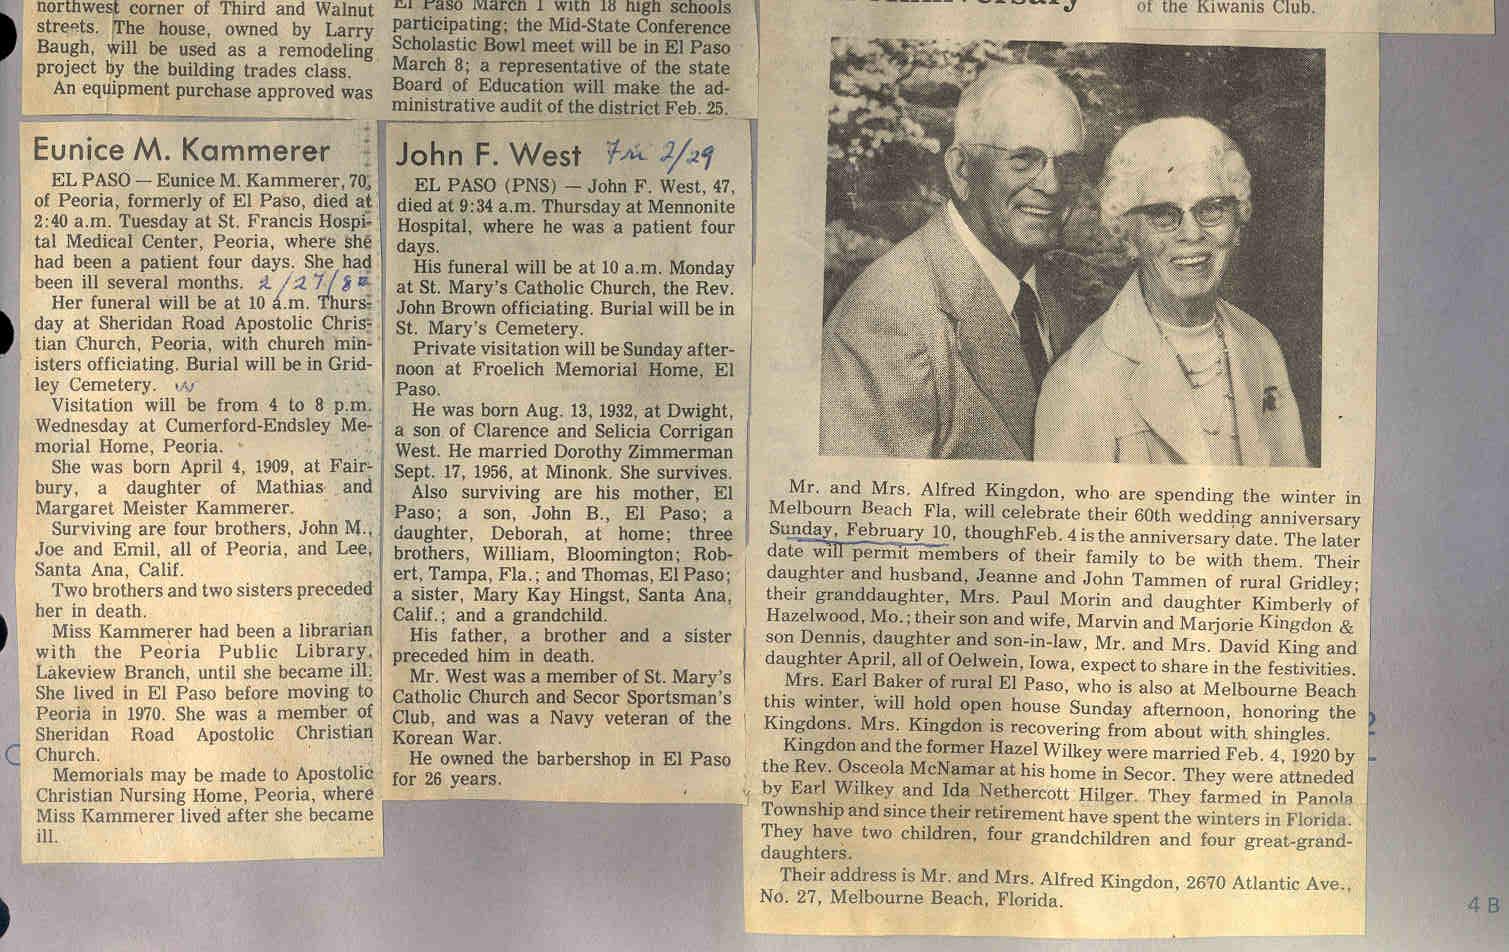 northwest corner of Third and Walnut
streets. The house, owned by Larry
Baugh, will be used as a remodeling
project by the building trades class.
An equipment purchase approved was
El Paso March 1 with 18 high schools
participating; the Mid-State Conference
Scholastic Bowl meet will be in El Paso
March 8; a representative of the state
Board of Education will make the ad-
ministrative audit of the district Feb. 25.
Anniversary
of the Kiwanis Club.
Eunice M. Kammerer
EL PASO — Eunice M. Kammerer, 70,
of Peoria, formerly of El Paso, died at
2:40 a.m. Tuesday at St. Francis Hospi-
tal Medical Center, Peoria, where she
had been a patient four days. She had
been ill several months. 2/27/80
Her funeral will be at 10 a.m. Thurs-
day at Sheridan Road Apostolic Chris-
tian Church, Peoria, with church min-
isters officiating. Burial will be in Grid-
ley Cemetery. w
Visitation will be from 4 to 8 p.m.
Wednesday at Cumerford-Endsley Me-
morial Home, Peoria.
She was born April 4, 1909, at Fair-
bury, a daughter of Mathias and
Margaret Meister Kammerer.
Surviving are four brothers, John M.,
Joe and Emil, all of Peoria, and Lee,
Santa Ana, Calif.
Two brothers and two sisters preceded
her in death.
Miss Kammerer had been a librarian
with the Peoria Public Library,
Lakeview Branch, until she became ill.
She lived in El Paso before moving to
Peoria in 1970. She was a member of
Sheridan Road Apostolic Christian
Church.
Memorials may be made to Apostolic
Christian Nursing Home, Peoria, where
Miss Kammerer lived after she became
ill.
John F. West Fri 2/29
EL PASO (PNS) — John F. West, 47,
died at 9:34 a.m. Thursday at Mennonite
Hospital, where he was a patient four
days.
His funeral will be at 10 a.m. Monday
at St. Mary's Catholic Church, the Rev.
John Brown officiating. Burial will be in
St. Mary's Cemetery.
Private visitation will be Sunday after-
noon at Froelich Memorial Home, El
Paso.
He was born Aug. 13, 1932, at Dwight,
a son of Clarence and Selicia Corrigan
West. He married Dorothy Zimmerman
Sept. 17, 1956, at Minonk. She survives.
Also surviving are his mother, El
Paso; a son, John B., El Paso; a
daughter, Deborah, at home; three
brothers, William, Bloomington; Rob-
ert, Tampa, Fla.; and Thomas, El Paso;
a sister, Mary Kay Hingst, Santa Ana,
Calif.; and a grandchild.
His father, a brother and a sister
preceded him in death.
Mr. West was a member of St. Mary's
Catholic Church and Secor Sportsman's
Club, and was a Navy veteran of the
Korean War.
He owned the barbershop in El Paso
for 26 years.
Mr. and Mrs. Alfred Kingdon, who are spending the winter in
Melbourn Beach Fla, will celebrate their 60th wedding anniversary
Sunday, February 10, thoughFeb. 4 is the anniversary date. The later
date will permit members of their family to be with them. Their
daughter and husband, Jeanne and John Tammen of rural Gridley;
their granddaughter, Mrs. Paul Morin and daughter Kimberly of
Hazelwood, Mo.; their son and wife, Marvin and Marjorie Kingdon &
son Dennis, daughter and son-in-law, Mr. and Mrs. David King and
daughter April, all of Oelwein, Iowa, expect to share in the festivities.
Mrs. Earl Baker of rural El Paso, who is also at Melbourne Beach
this winter, will hold open house Sunday afternoon, honoring the
Kingdons. Mrs. Kingdon is recovering from about with shingles.
Kingdon and the former Hazel Wilkey were married Feb. 4, 1920 by
the Rev. Osceola McNamar at his home in Secor. They were attneded
by Earl Wilkey and Ida Nethercott Hilger. They farmed in Panola
Township and since their retirement have spent the winters in Florida.
They have two children, four grandchildren and four great-grand-
daughters.
Their address is Mr. and Mrs. Alfred Kingdon, 2670 Atlantic Ave.,
No. 27, Melbourne Beach, Florida.
4 B